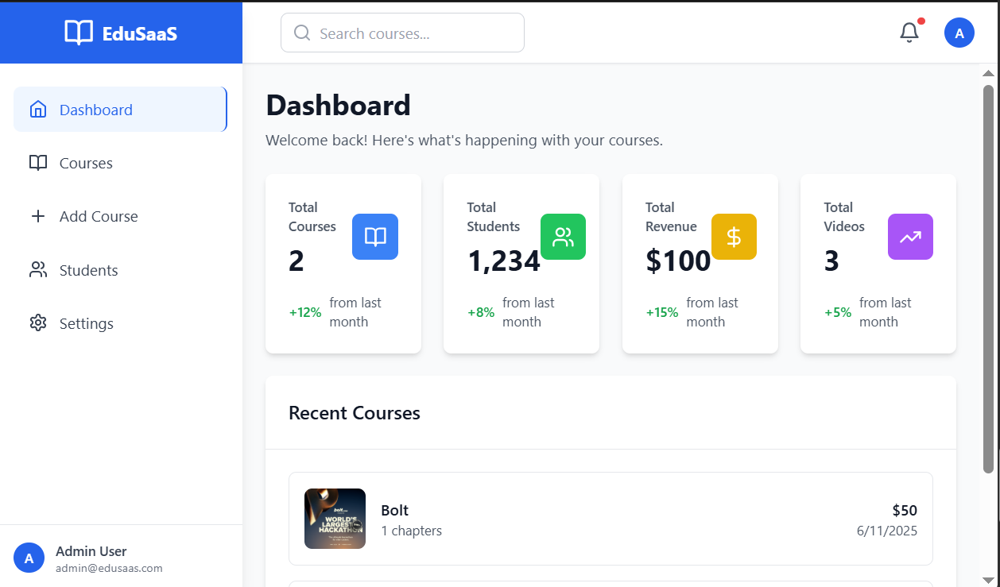 EduSaaS
Search courses...
A
Dashboard
Courses
Add Course
Students
Settings
Admin User
admin@edusaas.com
A
Dashboard
Welcome back! Here's what's happening with your courses.
Total
Courses
2
+12% from last
month
Total
Students
1,234
+8% from last
month
Total
Revenue
$100
+15% from last
month
Total
Videos
3
+5% from last
month
Recent Courses
bolt
WORLD'S
LARGEST
HACKATHON
Bolt
1 chapters
$50
6/11/2025